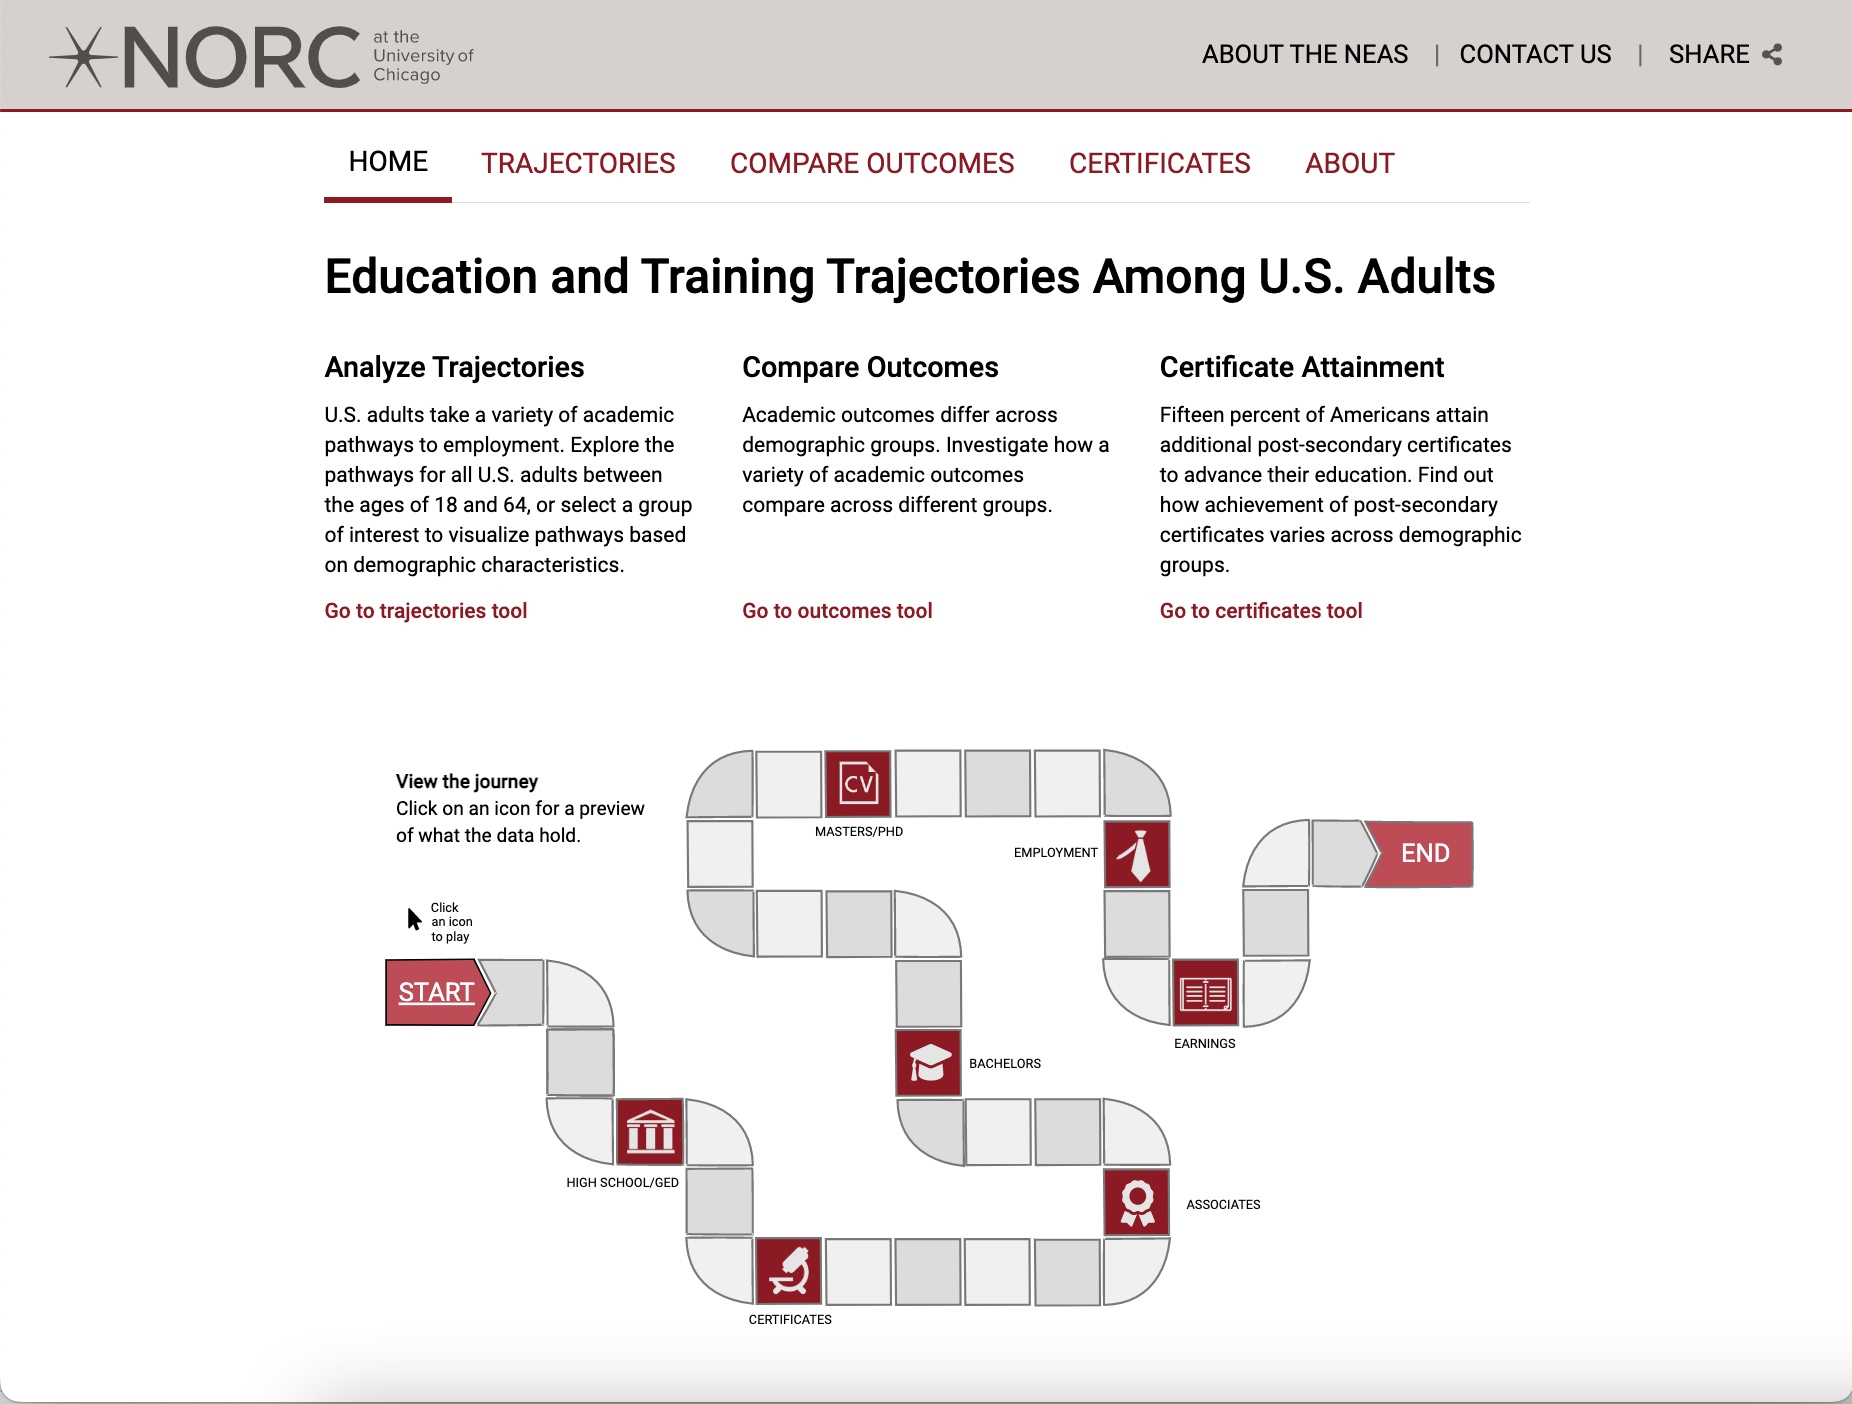 NORC
at the
University of
Chicago
ABOUT THE NEAS | CONTACT US | SHARE
HOME TRAJECTORIES COMPARE OUTCOMES CERTIFICATES ABOUT
Education and Training Trajectories Among U.S. Adults
Analyze Trajectories
U.S. adults take a variety of academic
pathways to employment. Explore the
pathways for all U.S. adults between
the ages of 18 and 64, or select a group
of interest to visualize pathways based
on demographic characteristics.
Go to trajectories tool
Compare Outcomes
Academic outcomes differ across
demographic groups. Investigate how a
variety of academic outcomes
compare across different groups.
Go to outcomes tool
Certificate Attainment
Fifteen percent of Americans attain
additional post-secondary certificates
to advance their education. Find out
how achievement of post-secondary
certificates varies across demographic
groups.
Go to certificates tool
View the journey
Click on an icon for a preview
of what the data hold.
Click
an icon
to play
START
HIGH SCHOOL/GED
CERTIFICATES
ASSOCIATES
BACHELORS
CV
MASTERS/PHD
EMPLOYMENT
EARNINGS
END